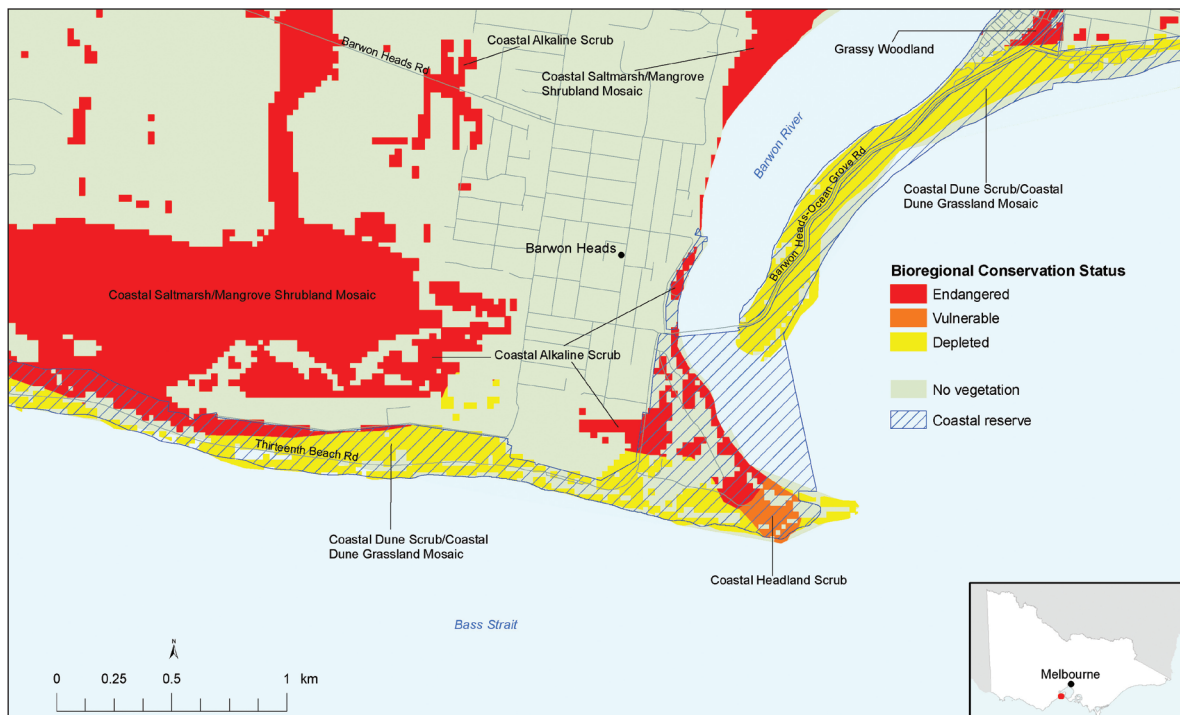 Barwon Heads Rd
Coastal Alkaline Scrub
Coastal Saltmarsh/Mangrove
Shrubland Mosaic
Grassy Woodland
Barwon River
Barwon Heads-Ocean Grove Rd
Coastal Dune Scrub/Coastal
Dune Grassland Mosaic
Barwon Heads
Coastal Saltmarsh/Mangrove Shrubland Mosaic
Coastal Alkaline Scrub
Thirteenth Beach Rd
Coastal Dune Scrub/Coastal
Dune Grassland Mosaic
Coastal Headland Scrub
Bass Strait
Bioregional Conservation Status
Endangered
Vulnerable
Depleted
No vegetation
Coastal reserve
N
0 0.25 0.5 1 km
Melbourne